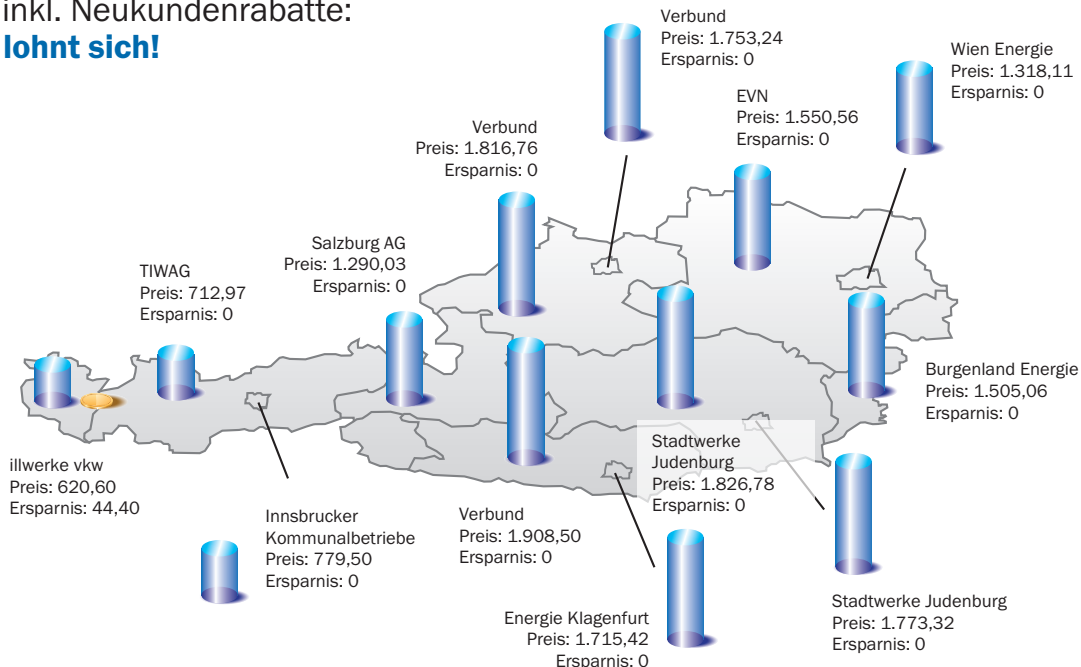 inkl. Neukundenrabatte:
lohnt sich!
Verbund
Preis: 1.753,24
Ersparnis: 0
Wien Energie
Preis: 1.318,11
Ersparnis: 0
EVN
Preis: 1.550,56
Ersparnis: 0
Verbund
Preis: 1.816,76
Ersparnis: 0
Salzburg AG
Preis: 1.290,03
Ersparnis: 0
TIWAG
Preis: 712,97
Ersparnis: 0
Burgenland Energie
Preis: 1.505,06
Ersparnis: 0
illwerke vkw
Preis: 620,60
Ersparnis: 44,40
Stadtwerke
Judenburg
Preis: 1.826,78
Ersparnis: 0
Innsbrucker
Kommunalbetriebe
Preis: 779,50
Ersparnis: 0
Verbund
Preis: 1.908,50
Ersparnis: 0
Energie Klagenfurt
Preis: 1.715,42
Ersparnis: 0
Stadtwerke Judenburg
Preis: 1.773,32
Ersparnis: 0